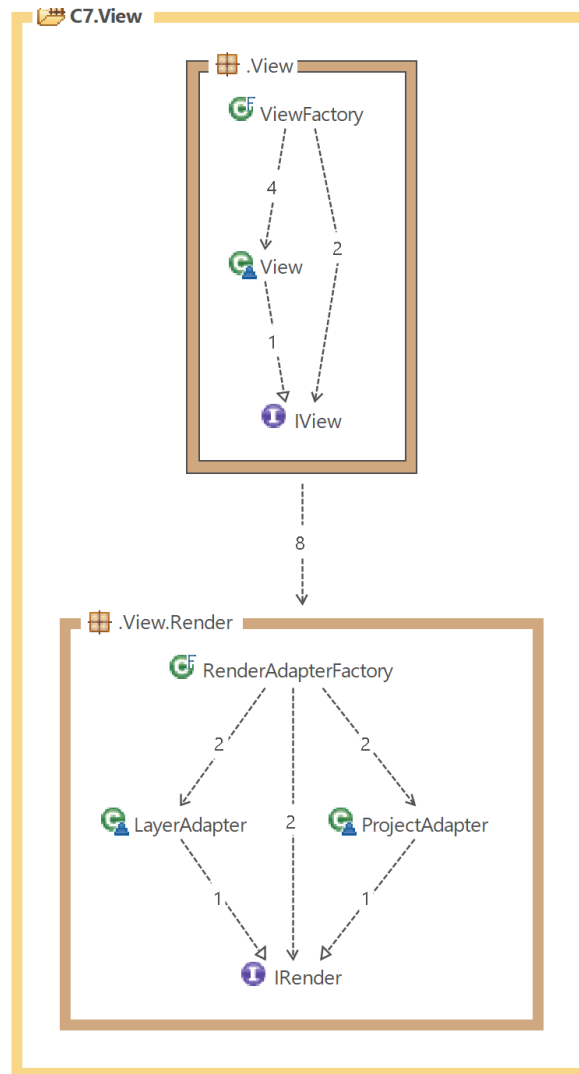 C7.View
.View
ViewFactory
4
2
View
1
IView
8
.View.Render
RenderAdapterFactory
2
2
2
LayerAdapter
ProjectAdapter
1
1
IRender